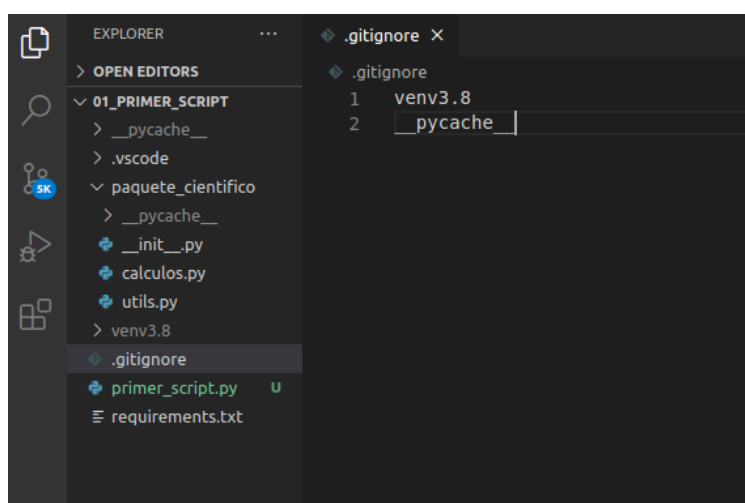 EXPLORER ...
OPEN EDITORS
01_PRIMER_SCRIPT
__pycache__
.vscode
paquete_cientifico
__pycache__
__init__.py
calculos.py
utils.py
venv3.8
.gitignore
primer_script.py U
requirements.txt
5K
.gitignore
.gitignore
1 venv3.8
2 __pycache__